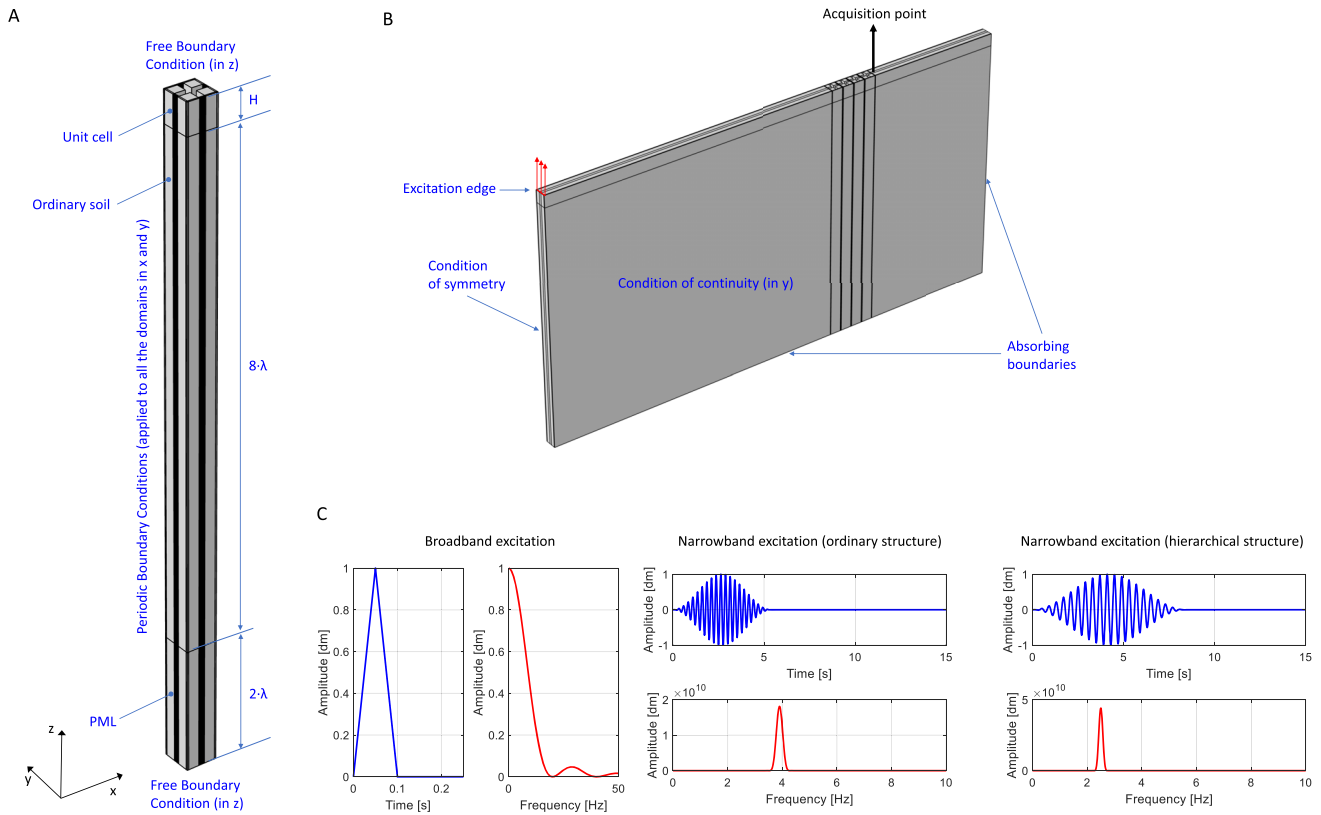 A
Free Boundary
Condition (in z)
H
Unit cell
Ordinary soil
Periodic Boundary Conditions (applied to all the domains in x and y)
8·λ
2·λ
PML
z
y
x
Free Boundary
Condition (in z)
B
Acquisition point
Excitation edge
Condition
of symmetry
Condition of continuity (in y)
Absorbing
boundaries
C
Broadband excitation
Amplitude [dm]
1
0.8
0.6
0.4
0.2
0
0
0.1
0.2
Time [s]
Amplitude [dm]
1
0.8
0.6
0.4
0.2
0
0
50
Frequency [Hz]
Narrowband excitation (ordinary structure)
Amplitude [dm]
1
0
-1
0
5
10
15
Time [s]
×10^10
Amplitude [dm]
2
1
0
0
2
4
6
8
10
Frequency [Hz]
Narrowband excitation (hierarchical structure)
Amplitude [dm]
1
0
-1
0
5
10
15
Time [s]
×10^10
Amplitude [dm]
5
0
0
2
4
6
8
10
Frequency [Hz]